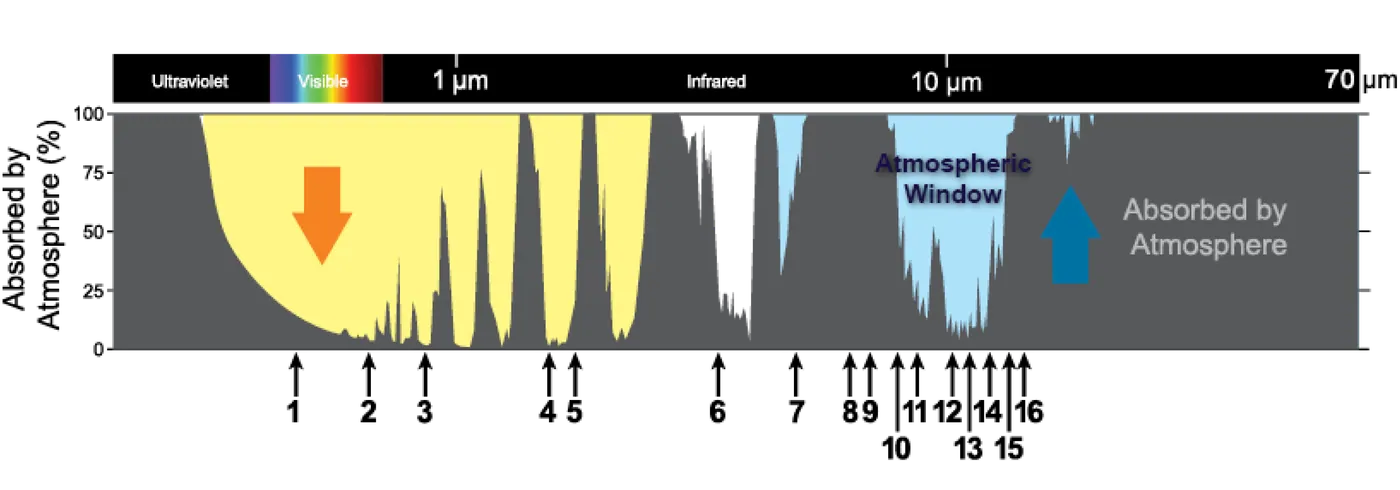 Ultraviolet Visible 1 µm Infrared 10 µm 70 µm
Absorbed by
Atmosphere (%)
100
75
50
25
0
Atmospheric
Window
Absorbed by
Atmosphere
1 2 3 4 5 6 7 8 9 11 12 14 16
10 13 15